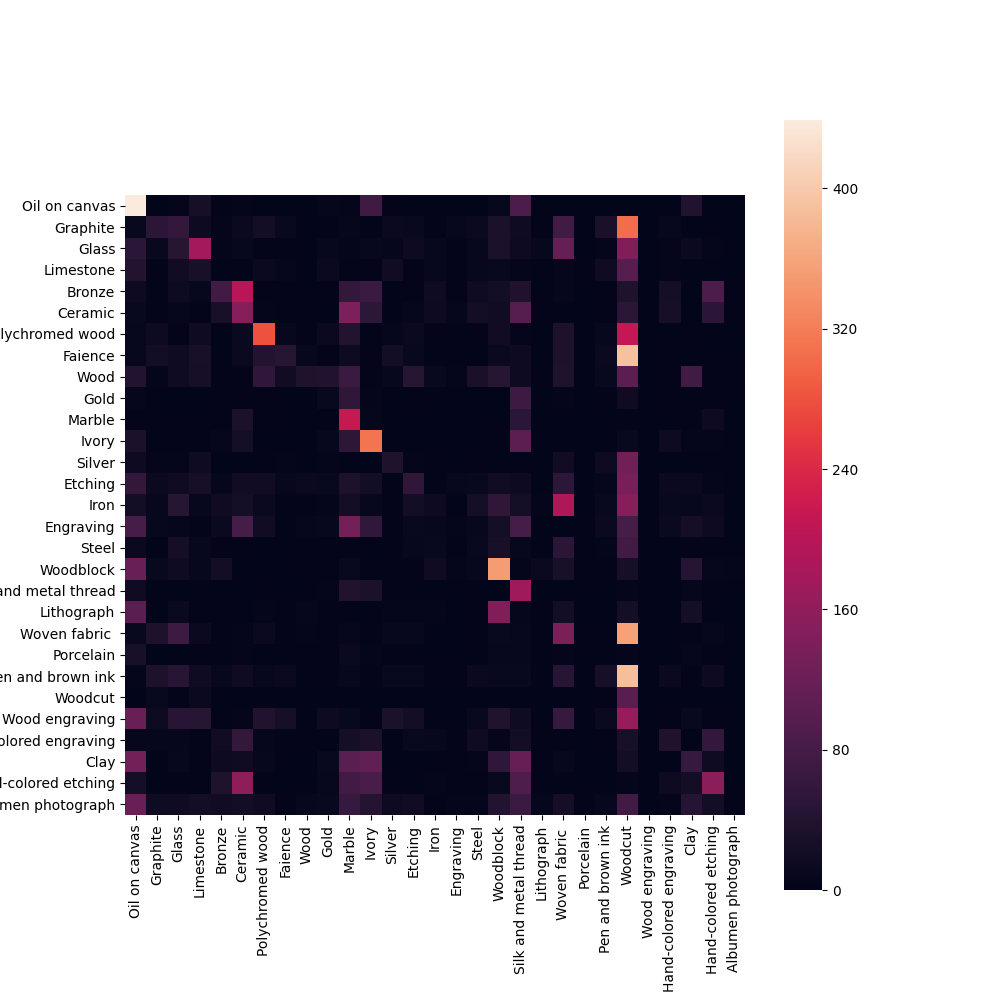 Oil on canvas
Graphite
Glass
Limestone
Bronze
Ceramic
lychromed wood
Faience
Wood
Gold
Marble
Ivory
Silver
Etching
Iron
Engraving
Steel
Woodblock
and metal thread
Lithograph
Woven fabric
Porcelain
en and brown ink
Woodcut
Wood engraving
olored engraving
Clay
l-colored etching
men photograph
Oil on canvas
Graphite
Glass
Limestone
Bronze
Ceramic
Polychromed wood
Faience
Wood
Gold
Marble
Ivory
Silver
Etching
Iron
Engraving
Steel
Woodblock
Silk and metal thread
Lithograph
Woven fabric
Porcelain
Pen and brown ink
Woodcut
Wood engraving
Hand-colored engraving
Clay
Hand-colored etching
Albumen photograph
400
320
240
160
80
0